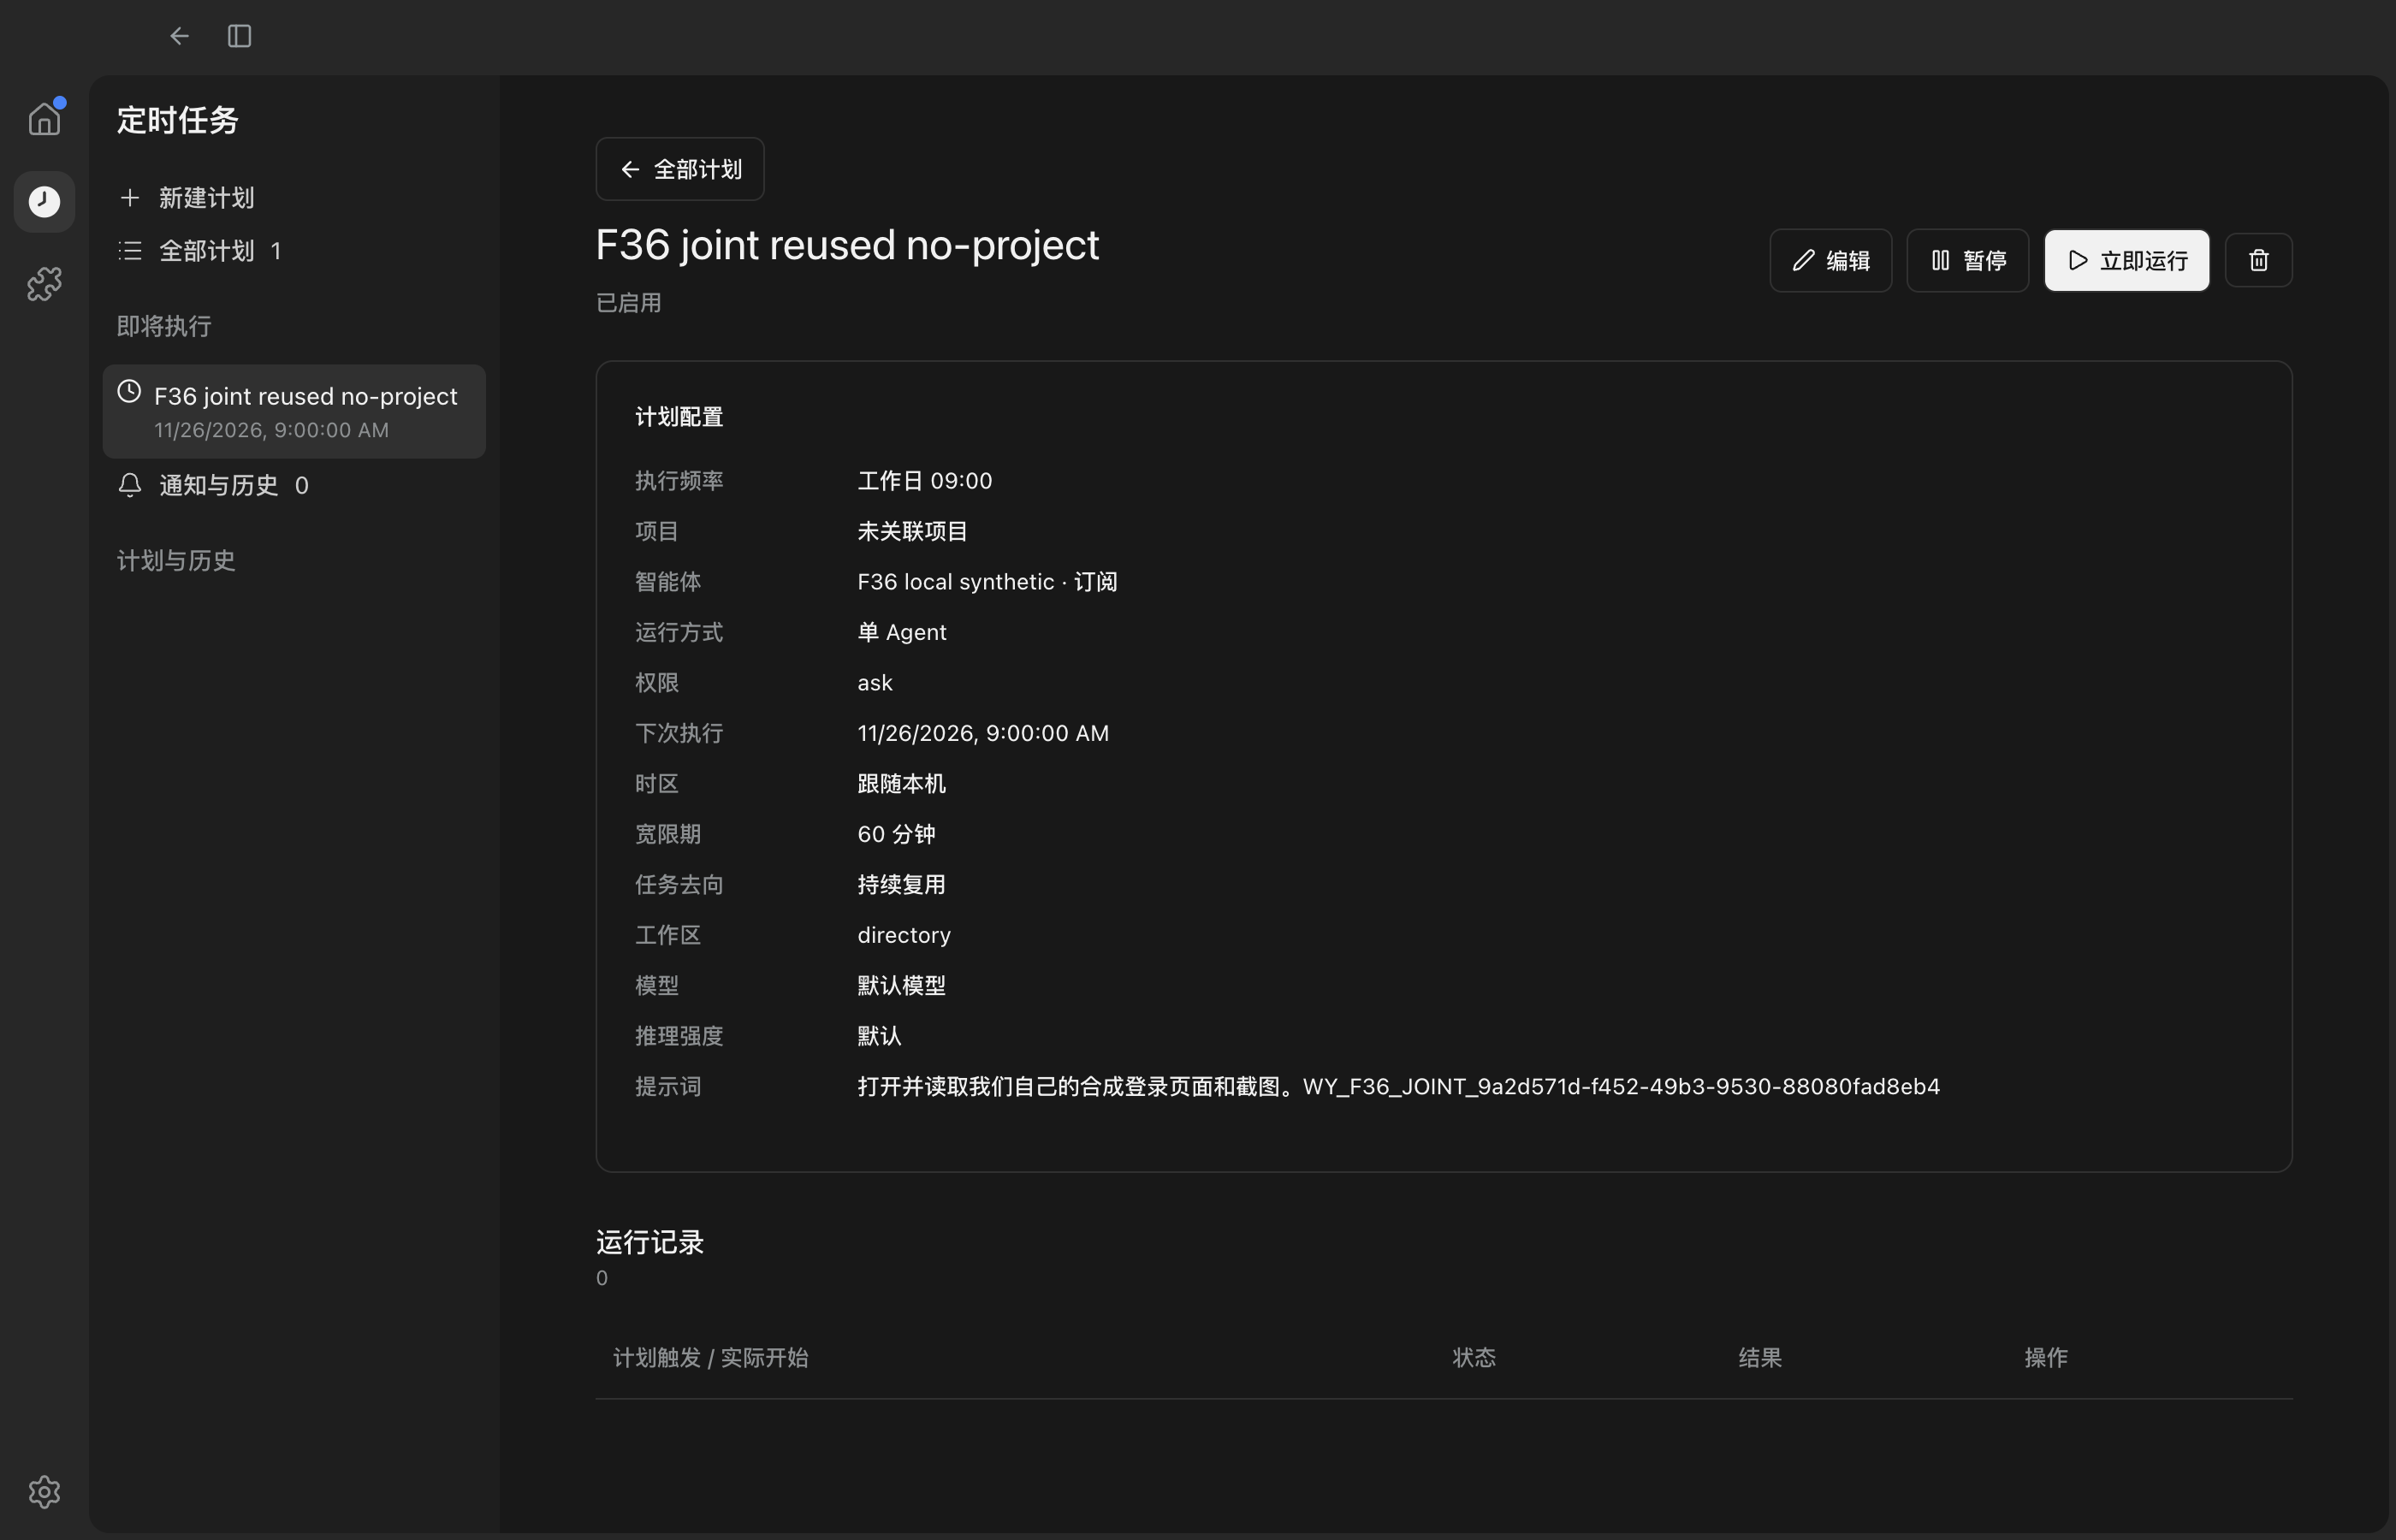 定时任务
新建计划
全部计划 1
即将执行
F36 joint reused no-project
11/26/2026, 9:00:00 AM
通知与历史 0
计划与历史
全部计划
F36 joint reused no-project
已启用
编辑
暂停
立即运行
计划配置
执行频率 工作日 09:00
项目 未关联项目
智能体 F36 local synthetic · 订阅
运行方式 单 Agent
权限 ask
下次执行 11/26/2026, 9:00:00 AM
时区 跟随本机
宽限期 60 分钟
任务去向 持续复用
工作区 directory
模型 默认模型
推理强度 默认
提示词 打开并读取我们自己的合成登录页面和截图。WY_F36_JOINT_9a2d571d-f452-49b3-9530-88080fad8eb4
运行记录
0
计划触发 / 实际开始 状态 结果 操作